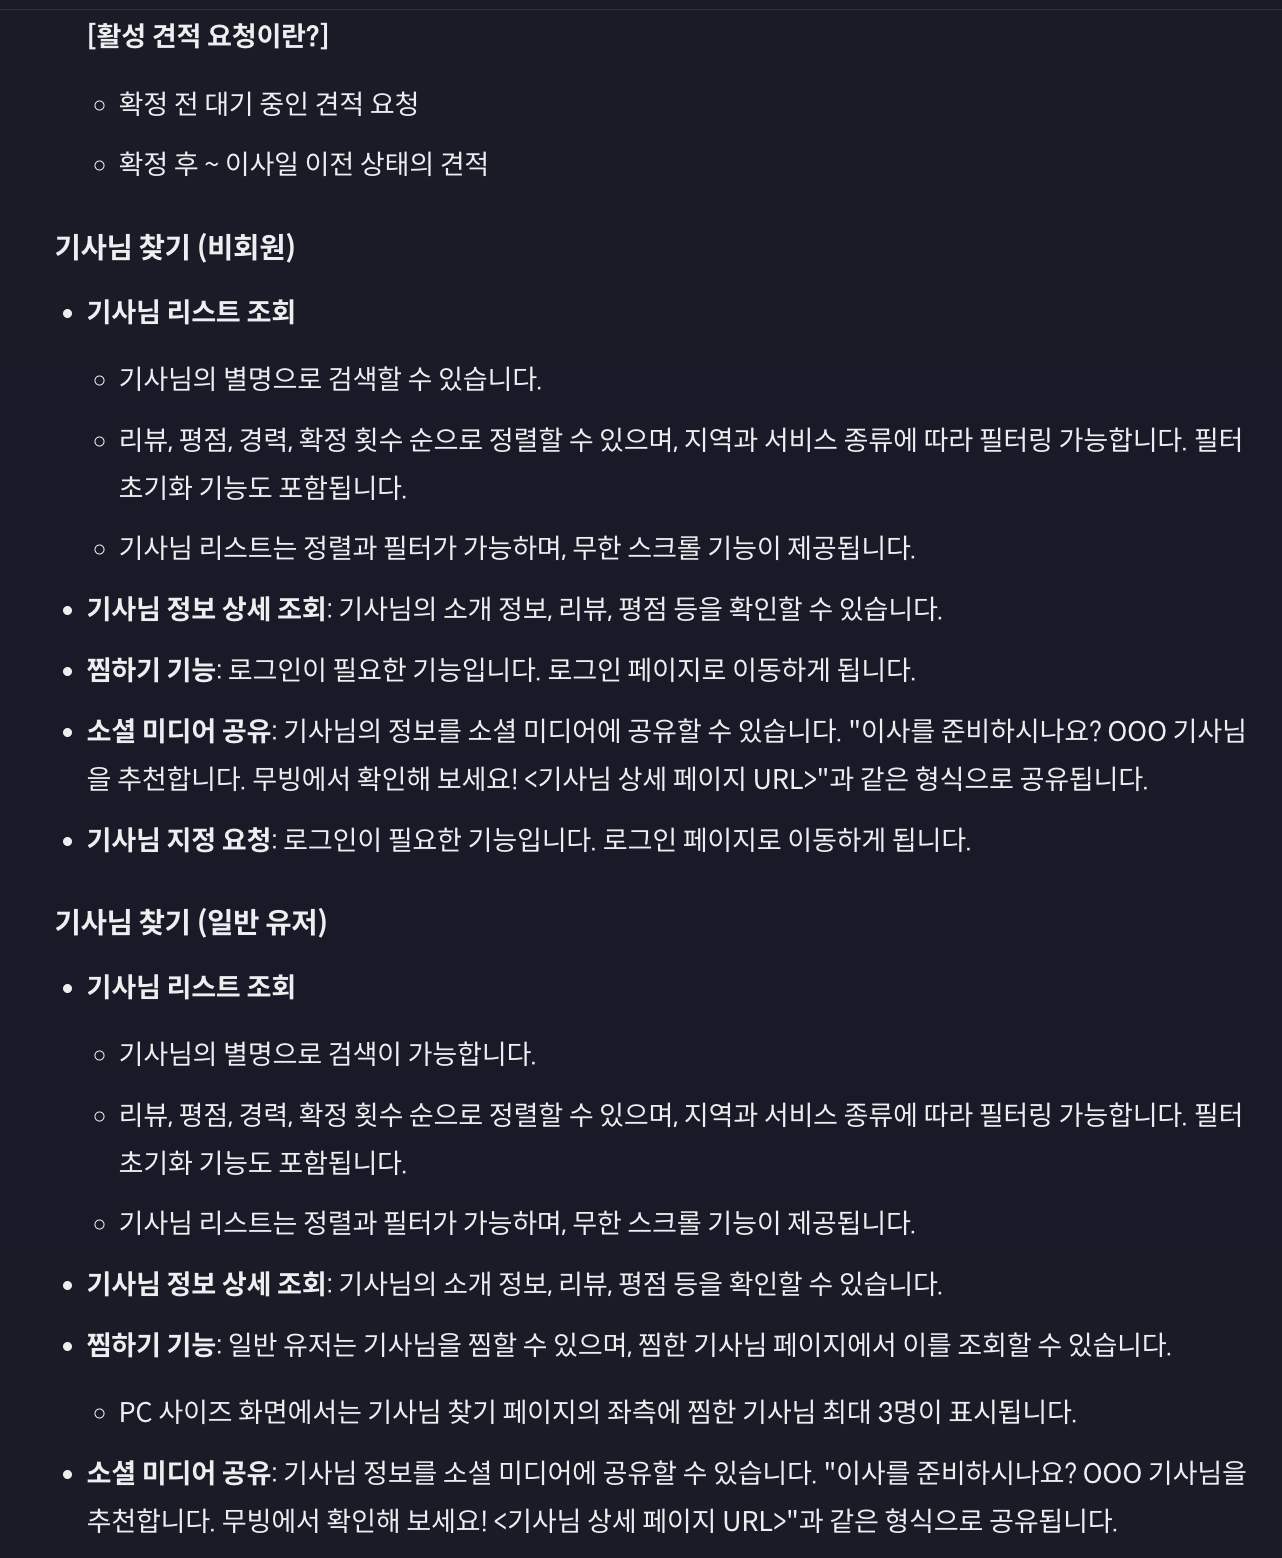 [활성 견적 요청이란?]
확정 전 대기 중인 견적 요청
확정 후 ~ 이사일 이전 상태의 견적
기사님 찾기 (비회원)
기사님 리스트 조회
기사님의 별명으로 검색할 수 있습니다.
리뷰, 평점, 경력, 확정 횟수 순으로 정렬할 수 있으며, 지역과 서비스 종류에 따라 필터링 가능합니다. 필터
초기화 기능도 포함됩니다.
기사님 리스트는 정렬과 필터가 가능하며, 무한 스크롤 기능이 제공됩니다.
기사님 정보 상세 조회: 기사님의 소개 정보, 리뷰, 평점 등을 확인할 수 있습니다.
찜하기 기능: 로그인이 필요한 기능입니다. 로그인 페이지로 이동하게 됩니다.
소셜 미디어 공유: 기사님의 정보를 소셜 미디어에 공유할 수 있습니다. "이사를 준비하시나요? OOO 기사님
을 추천합니다. 무빙에서 확인해 보세요! <기사님 상세 페이지 URL>"과 같은 형식으로 공유됩니다.
기사님 지정 요청: 로그인이 필요한 기능입니다. 로그인 페이지로 이동하게 됩니다.
기사님 찾기 (일반 유저)
기사님 리스트 조회
기사님의 별명으로 검색이 가능합니다.
리뷰, 평점, 경력, 확정 횟수 순으로 정렬할 수 있으며, 지역과 서비스 종류에 따라 필터링 가능합니다. 필터
초기화 기능도 포함됩니다.
기사님 리스트는 정렬과 필터가 가능하며, 무한 스크롤 기능이 제공됩니다.
기사님 정보 상세 조회: 기사님의 소개 정보, 리뷰, 평점 등을 확인할 수 있습니다.
찜하기 기능: 일반 유저는 기사님을 찜할 수 있으며, 찜한 기사님 페이지에서 이를 조회할 수 있습니다.
PC 사이즈 화면에서는 기사님 찾기 페이지의 좌측에 찜한 기사님 최대 3명이 표시됩니다.
소셜 미디어 공유: 기사님 정보를 소셜 미디어에 공유할 수 있습니다. "이사를 준비하시나요? OOO 기사님을
추천합니다. 무빙에서 확인해 보세요! <기사님 상세 페이지 URL>"과 같은 형식으로 공유됩니다.